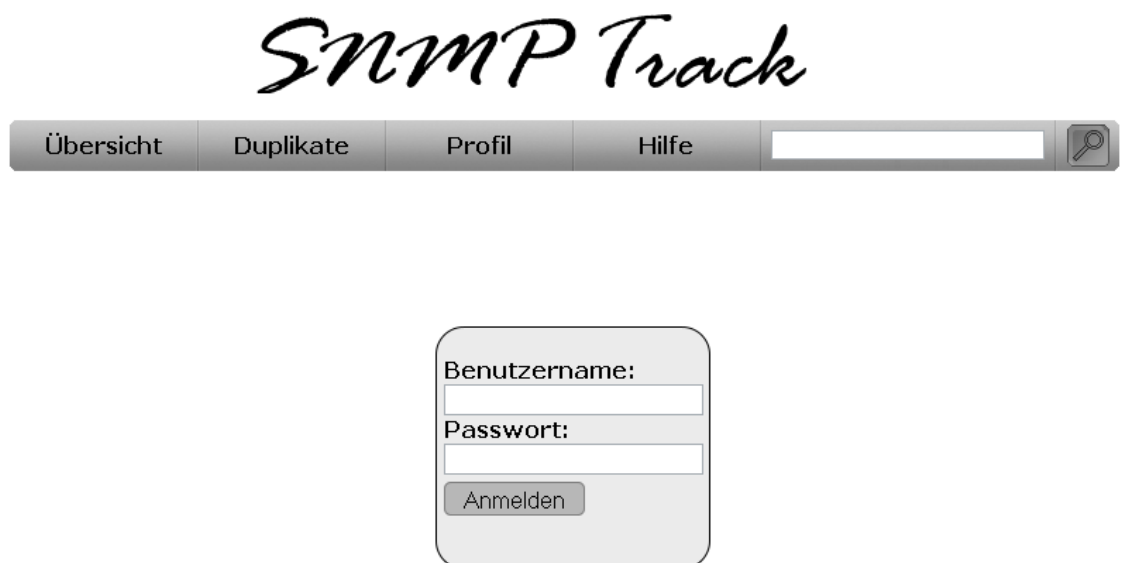 SNMP Track
Übersicht Duplikate Profil Hilfe
Benutzername:
Passwort:
Anmelden